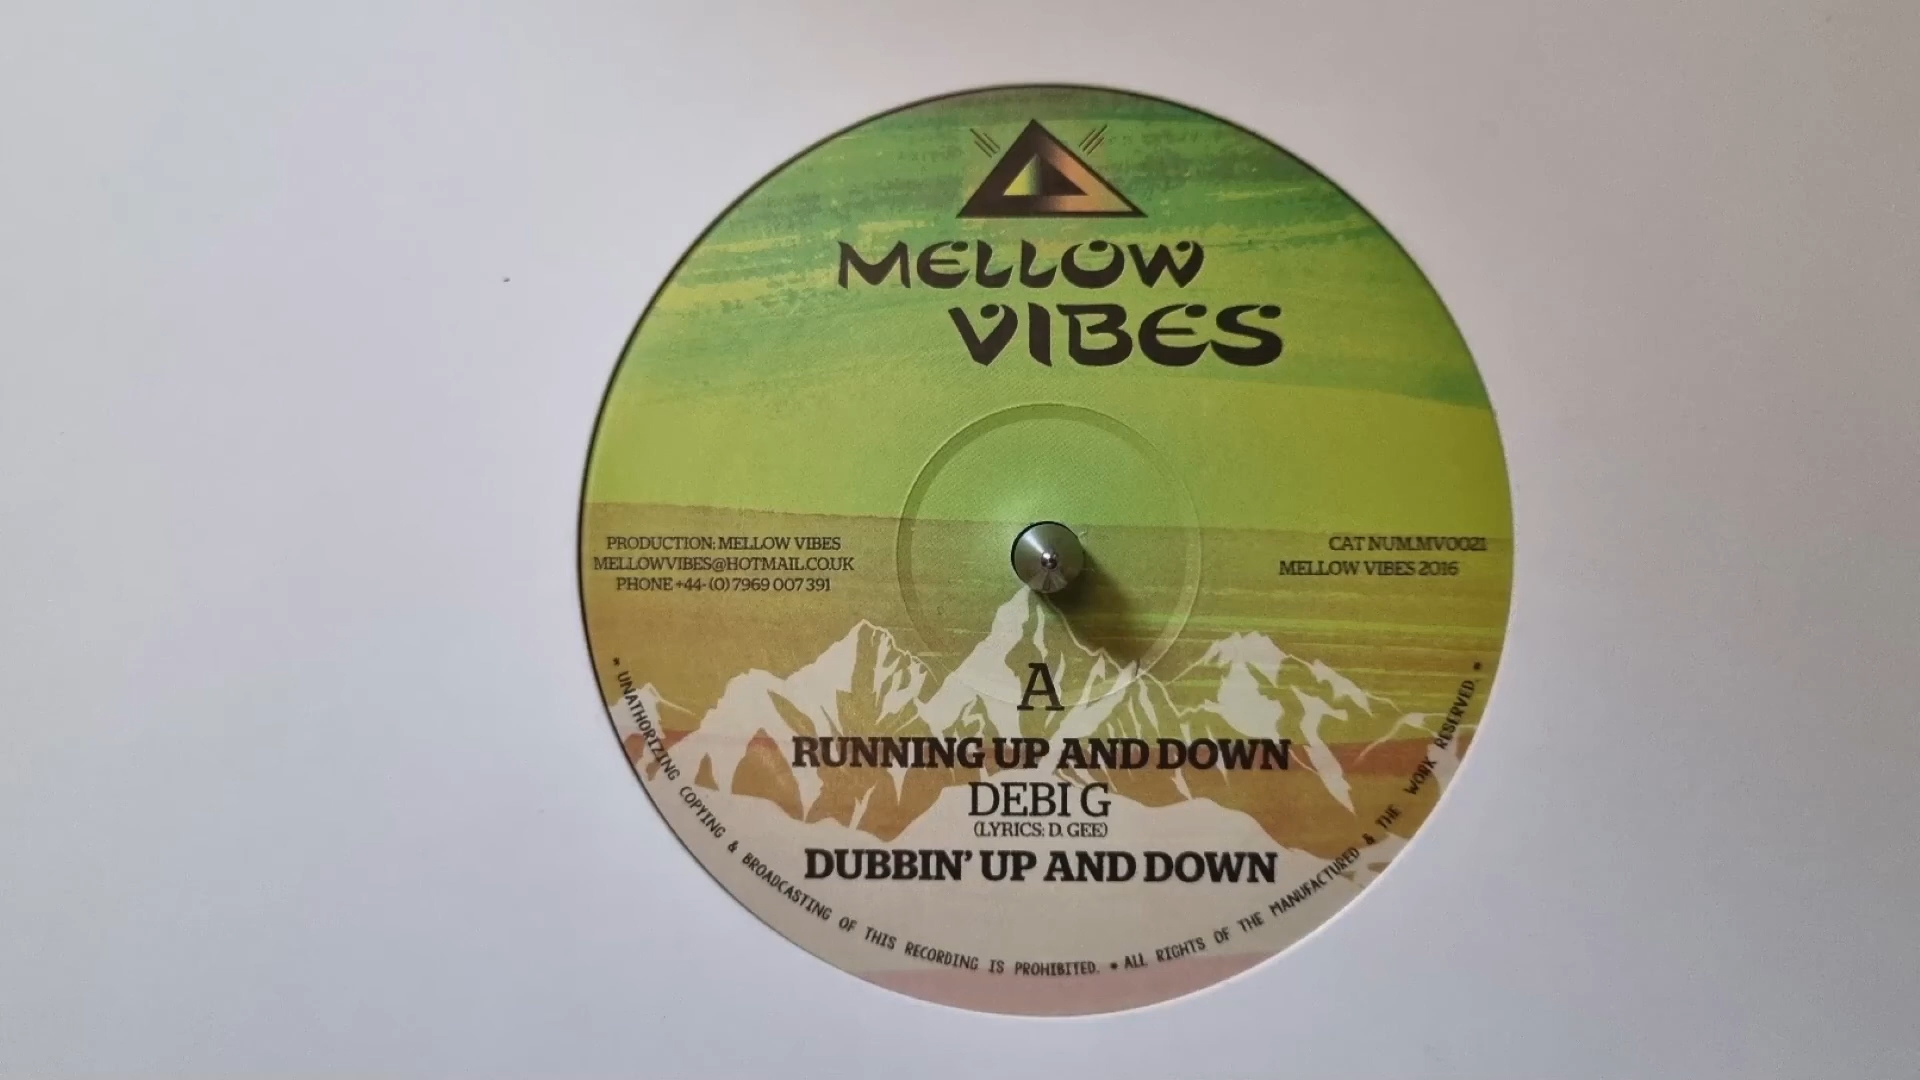 MELLOW
VIBES
PRODUCTION: MELLOW VIBES
MELLOWVIBES@HOTMAIL.CO.UK
PHONE +44-(0) 7969 007 391
CAT NUM.MV0021
MELLOW VIBES 2016
A
RUNNING UP AND DOWN
DEBI G
(LYRICS: D. GEE)
DUBBIN' UP AND DOWN
• UNATHORIZING COPYING & BROADCASTING OF THIS RECORDING IS PROHIBITED. • ALL RIGHTS OF THE MANUFACTURED & THE WORK RESERVED. •